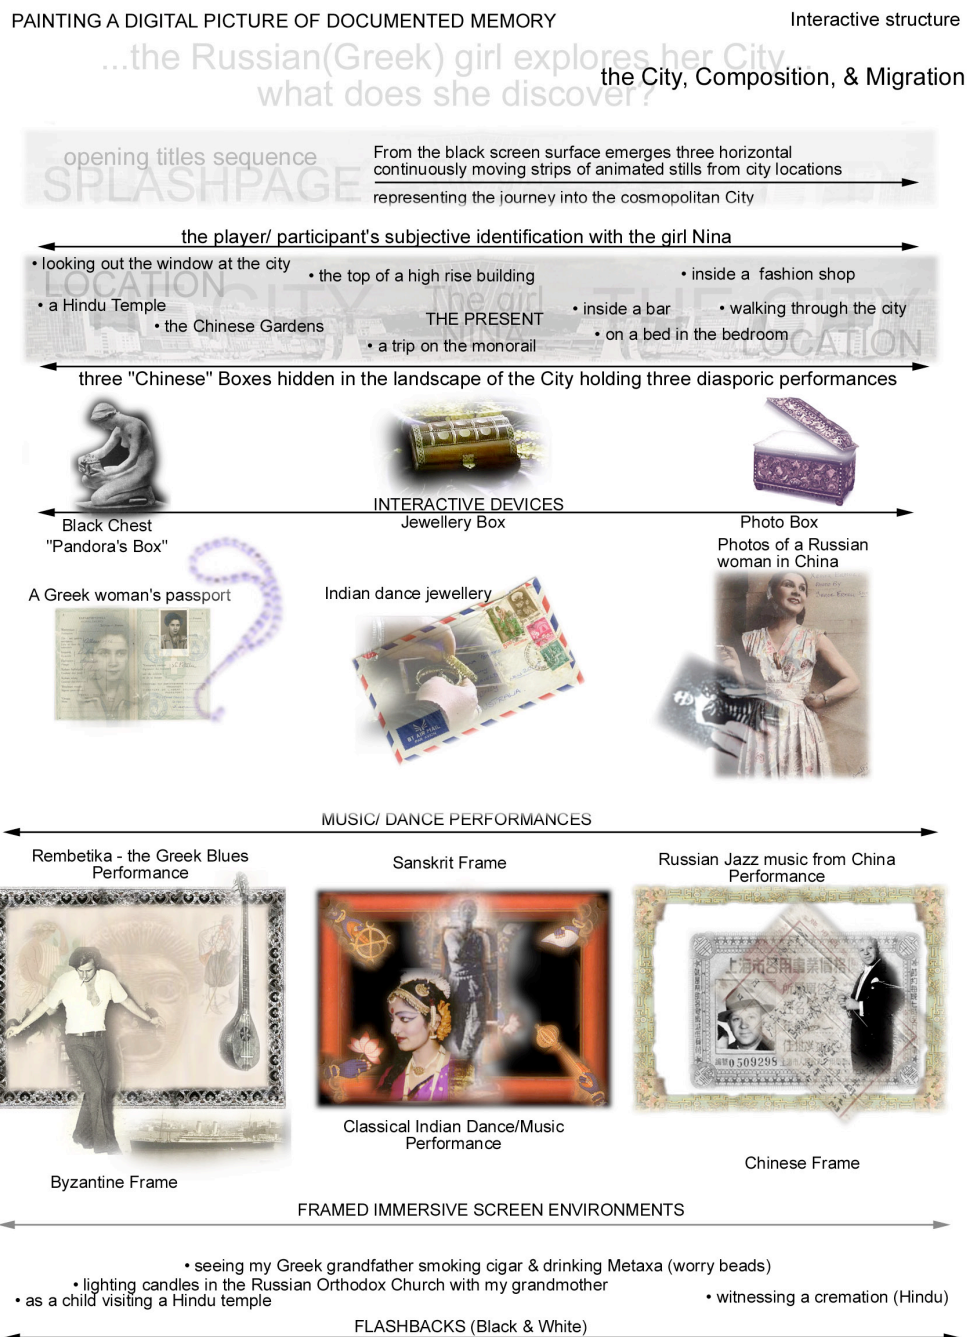 PAINTING A DIGITAL PICTURE OF DOCUMENTED MEMORY
Interactive structure
...the Russian(Greek) girl explores her City...
what does she discover?
the City, Composition, & Migration
opening titles sequence
SPLASHPAGE
From the black screen surface emerges three horizontal
continuously moving strips of animated stills from city locations
representing the journey into the cosmopolitan City
the player/ participant's subjective identification with the girl Nina
• looking out the window at the city
• the top of a high rise building
• inside a fashion shop
LOCATION
CITY
The girl
THE CITY
• a Hindu Temple
• the Chinese Gardens
THE PRESENT
• inside a bar
• walking through the city
• a trip on the monorail
• on a bed in the bedroom
LOCATION
three "Chinese" Boxes hidden in the landscape of the City holding three diasporic performances
INTERACTIVE DEVICES
Black Chest
"Pandora's Box"
Jewellery Box
Photo Box
A Greek woman's passport
Indian dance jewellery
Photos of a Russian
woman in China
MUSIC/ DANCE PERFORMANCES
Rembetika - the Greek Blues
Performance
Sanskrit Frame
Russian Jazz music from China
Performance
0509298
Byzantine Frame
Classical Indian Dance/Music
Performance
Chinese Frame
FRAMED IMMERSIVE SCREEN ENVIRONMENTS
• seeing my Greek grandfather smoking cigar & drinking Metaxa (worry beads)
• lighting candles in the Russian Orthodox Church with my grandmother
• as a child visiting a Hindu temple
• witnessing a cremation (Hindu)
FLASHBACKS (Black & White)